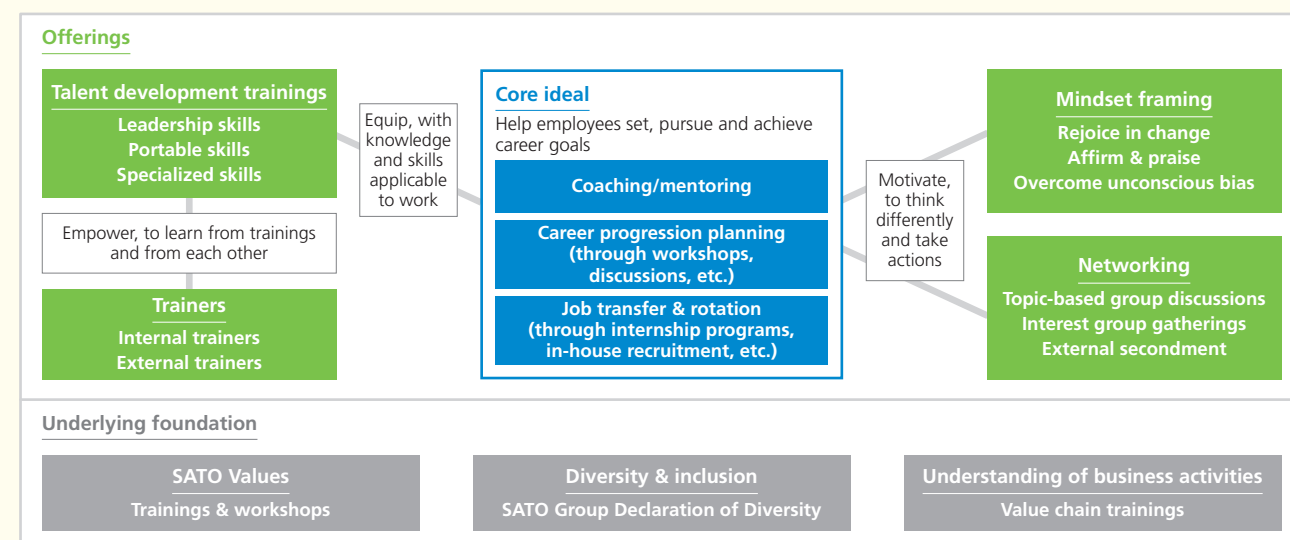 Offerings
Talent development trainings
Leadership skills
Portable skills
Specialized skills
Empower, to learn from trainings
and from each other
Trainers
Internal trainers
External trainers
Equip, with
knowledge
and skills
applicable
to work
Core ideal
Help employees set, pursue and achieve
career goals
Coaching/mentoring
Career progression planning
(through workshops,
discussions, etc.)
Job transfer & rotation
(through internship programs,
in-house recruitment, etc.)
Motivate,
to think
differently
and take
actions
Mindset framing
Rejoice in change
Affirm & praise
Overcome unconscious bias
Networking
Topic-based group discussions
Interest group gatherings
External secondment
Underlying foundation
SATO Values
Trainings & workshops
Diversity & inclusion
SATO Group Declaration of Diversity
Understanding of business activities
Value chain trainings